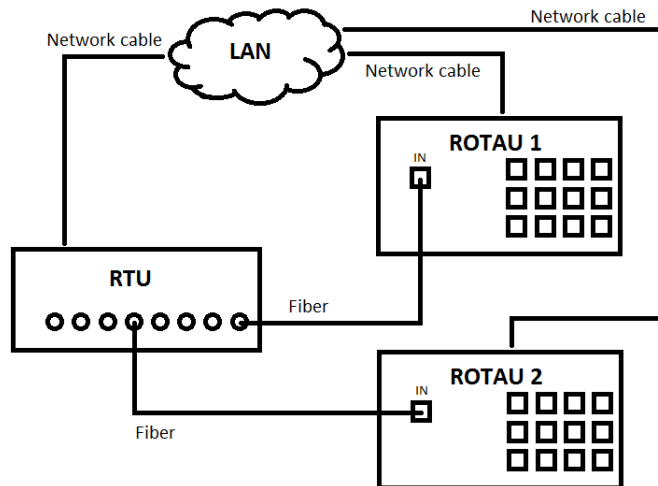 Network cable
Network cable
LAN
Network cable
ROTAU 1
IN
RTU
Fiber
ROTAU 2
IN
Fiber